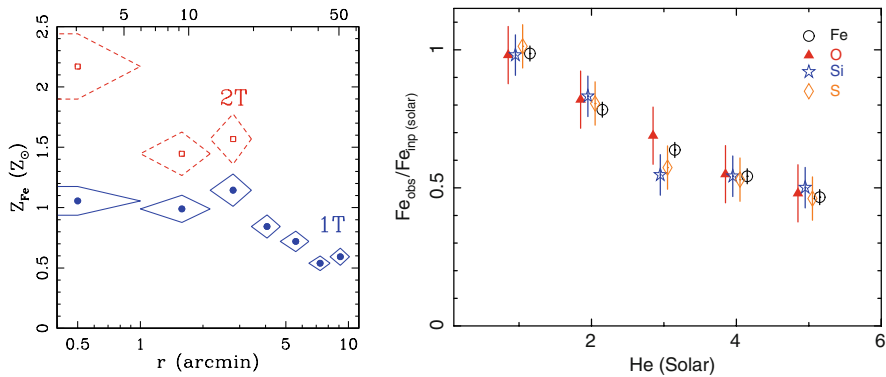 5 10 50
Z_Fe (Z_⊙)
2.5
2
1.5
1
0.5
0
2T
1T
0.5 1 5 10
r (arcmin)
Fe_obs/Fe_inp (solar)
1
0.5
0
Fe
O
Si
S
2 4 6
He (Solar)